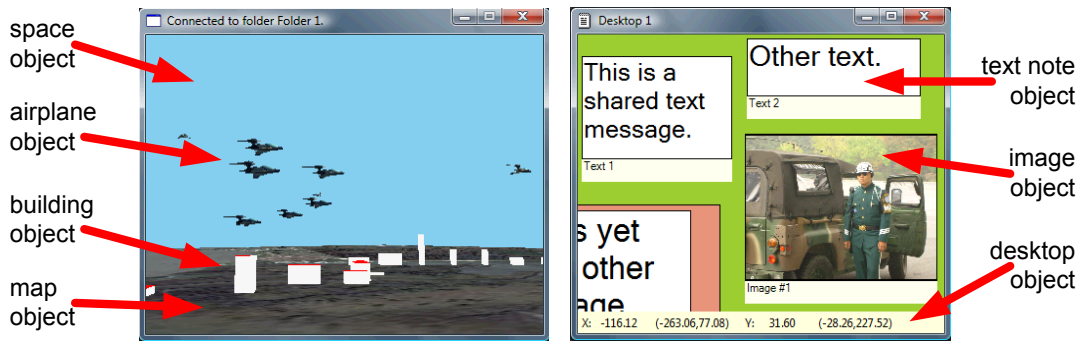 space
object
airplane
object
building
object
map
object
Connected to folder Folder 1.
Desktop 1
This is a
shared text
message.
Text 1
Other text.
Text 2
s yet
other
age
Image #1
X: -116.12 (-263.06,77.08) Y: 31.60 (-28.26,227.52)
text note
object
image
object
desktop
object